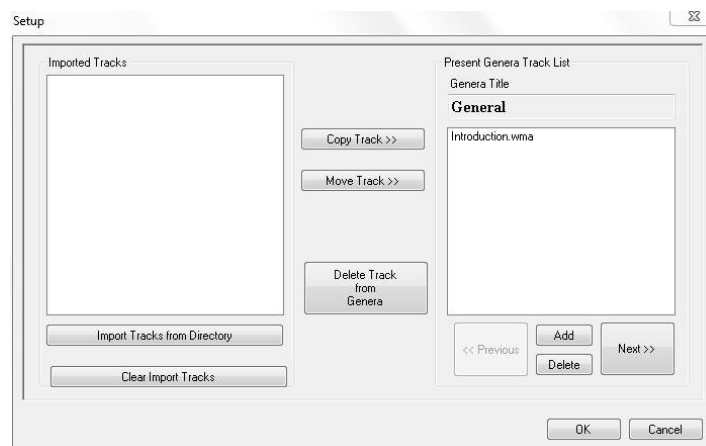 Setup
Imported Tracks
Import Tracks from Directory
Clear Import Tracks
Copy Track >>
Move Track >>
Delete Track
from
Genera
Present Genera Track List
Genera Title
General
Introduction.wma
<< Previous
Add
Delete
Next >>
OK
Cancel